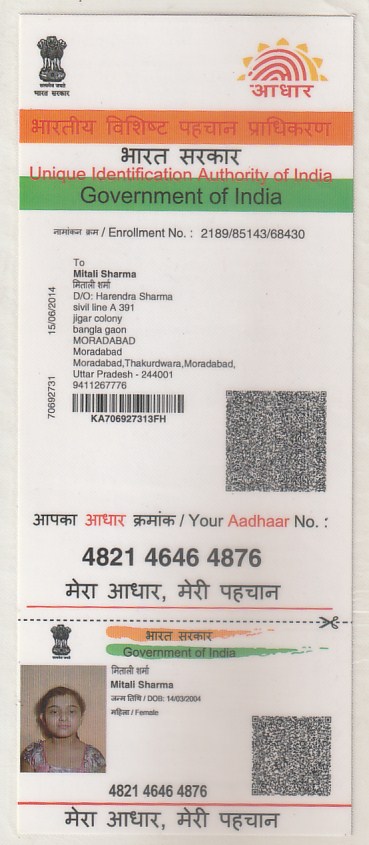 भारत सरकार
आधार
भारतीय विशिष्ट पहचान प्राधिकरण
भारत सरकार
Unique Identification Authority of India
Government of India
नामांकन क्रम / Enrollment No. : 2189/85143/68430
To
Mitali Sharma
मिताली शर्मा
D/O: Harendra Sharma
sivil line A 391
jigar colony
bangla gaon
MORADABAD
Moradabad
Moradabad,Thakurdwara,Moradabad,
Uttar Pradesh - 244001
9411267776
15/06/2014
70692731
KA706927313FH
आपका आधार क्रमांक / Your Aadhaar No. :
4821 4646 4876
मेरा आधार, मेरी पहचान
भारत सरकार
Government of India
मिताली शर्मा
Mitali Sharma
जन्म तिथि / DOB: 14/03/2004
महिला / Female
4821 4646 4876
मेरा आधार, मेरी पहचान